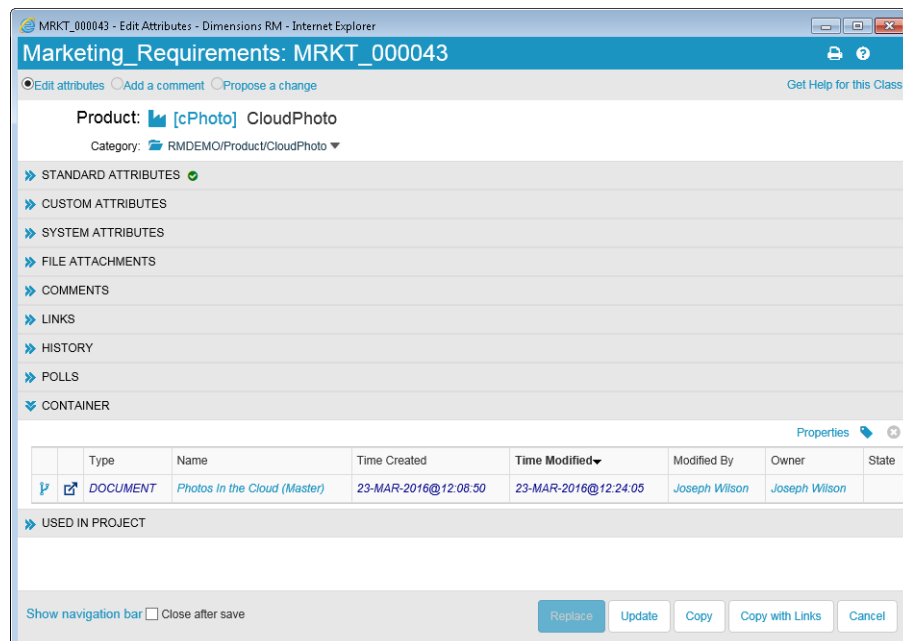 MRKT_000043 - Edit Attributes - Dimensions RM - Internet Explorer
Marketing_Requirements: MRKT_000043
Edit attributes Add a comment Propose a change Get Help for this Class
Product: [cPhoto] CloudPhoto
Category: RMDEMO/Product/CloudPhoto
STANDARD ATTRIBUTES
CUSTOM ATTRIBUTES
SYSTEM ATTRIBUTES
FILE ATTACHMENTS
COMMENTS
LINKS
HISTORY
POLLS
CONTAINER
Properties
Type Name Time Created Time Modified Modified By Owner State
DOCUMENT Photos In the Cloud (Master) 23-MAR-2016@12:08:50 23-MAR-2016@12:24:05 Joseph Wilson Joseph Wilson
USED IN PROJECT
Show navigation bar Close after save Replace Update Copy Copy with Links Cancel